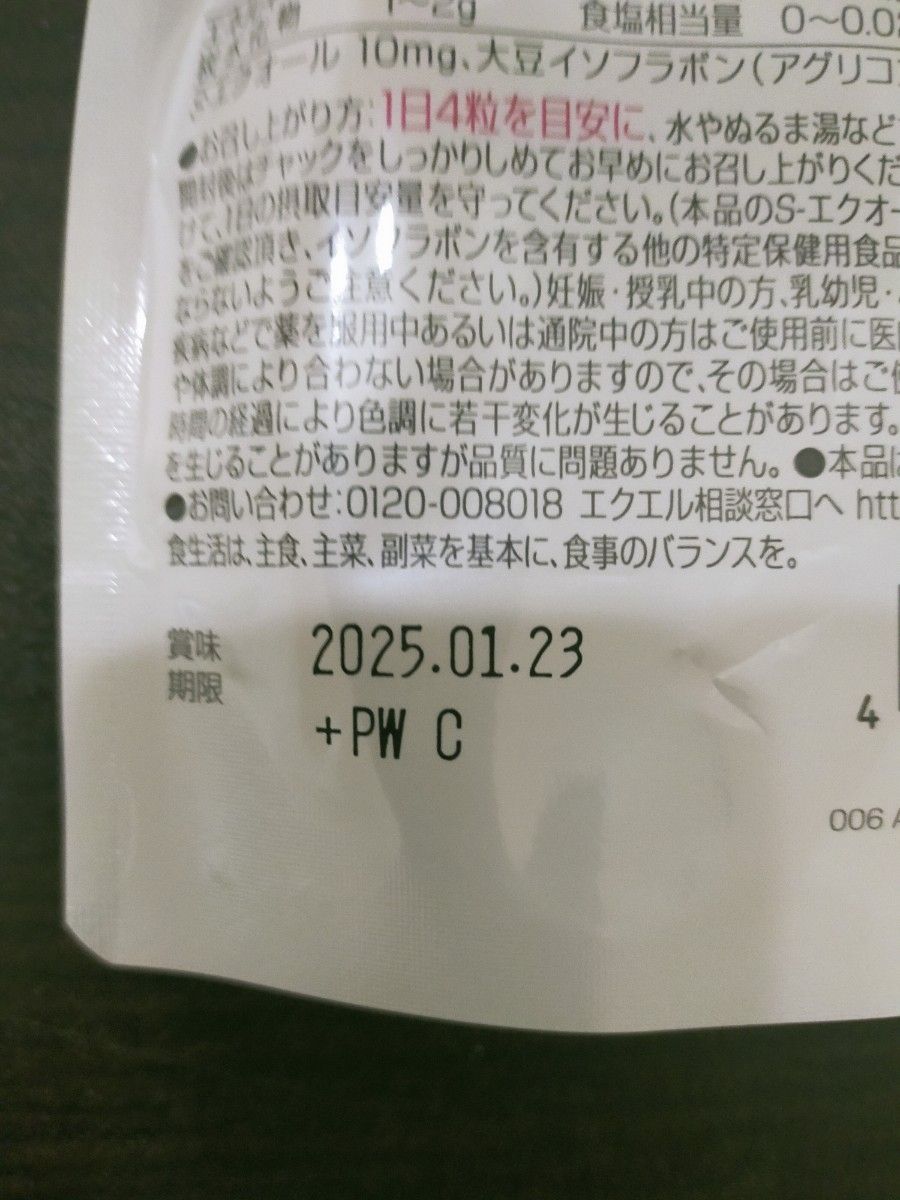 物 1~2g 食塩相当量 0~0.0
エクオール 10mg、大豆イソフラボン(アグリコ
●お召し上がり方:1日4粒を目安に、水やぬるま湯など
開封後はチャックをしっかりしめてお早めにお召し上がりくだ
けて、1日の摂取目安量を守ってください。(本品のS-エクオー
をご確認頂き、イソフラボンを含有する他の特定保健用食品
ならないようご注意ください。)妊娠・授乳中の方、乳幼児・
疾病などで薬を服用中あるいは通院中の方はご使用前に医
や体調により合わない場合がありますので、その場合はご使
時間の経過により色調に若干変化が生じることがあります。
を生じることがありますが品質に問題ありません。●本品は
●お問い合わせ:0120-008018 エクエル相談窓口へ htt
食生活は、主食、主菜、副菜を基本に、食事のバランスを。
賞味
期限
2025.01.23
+PW C
4
006